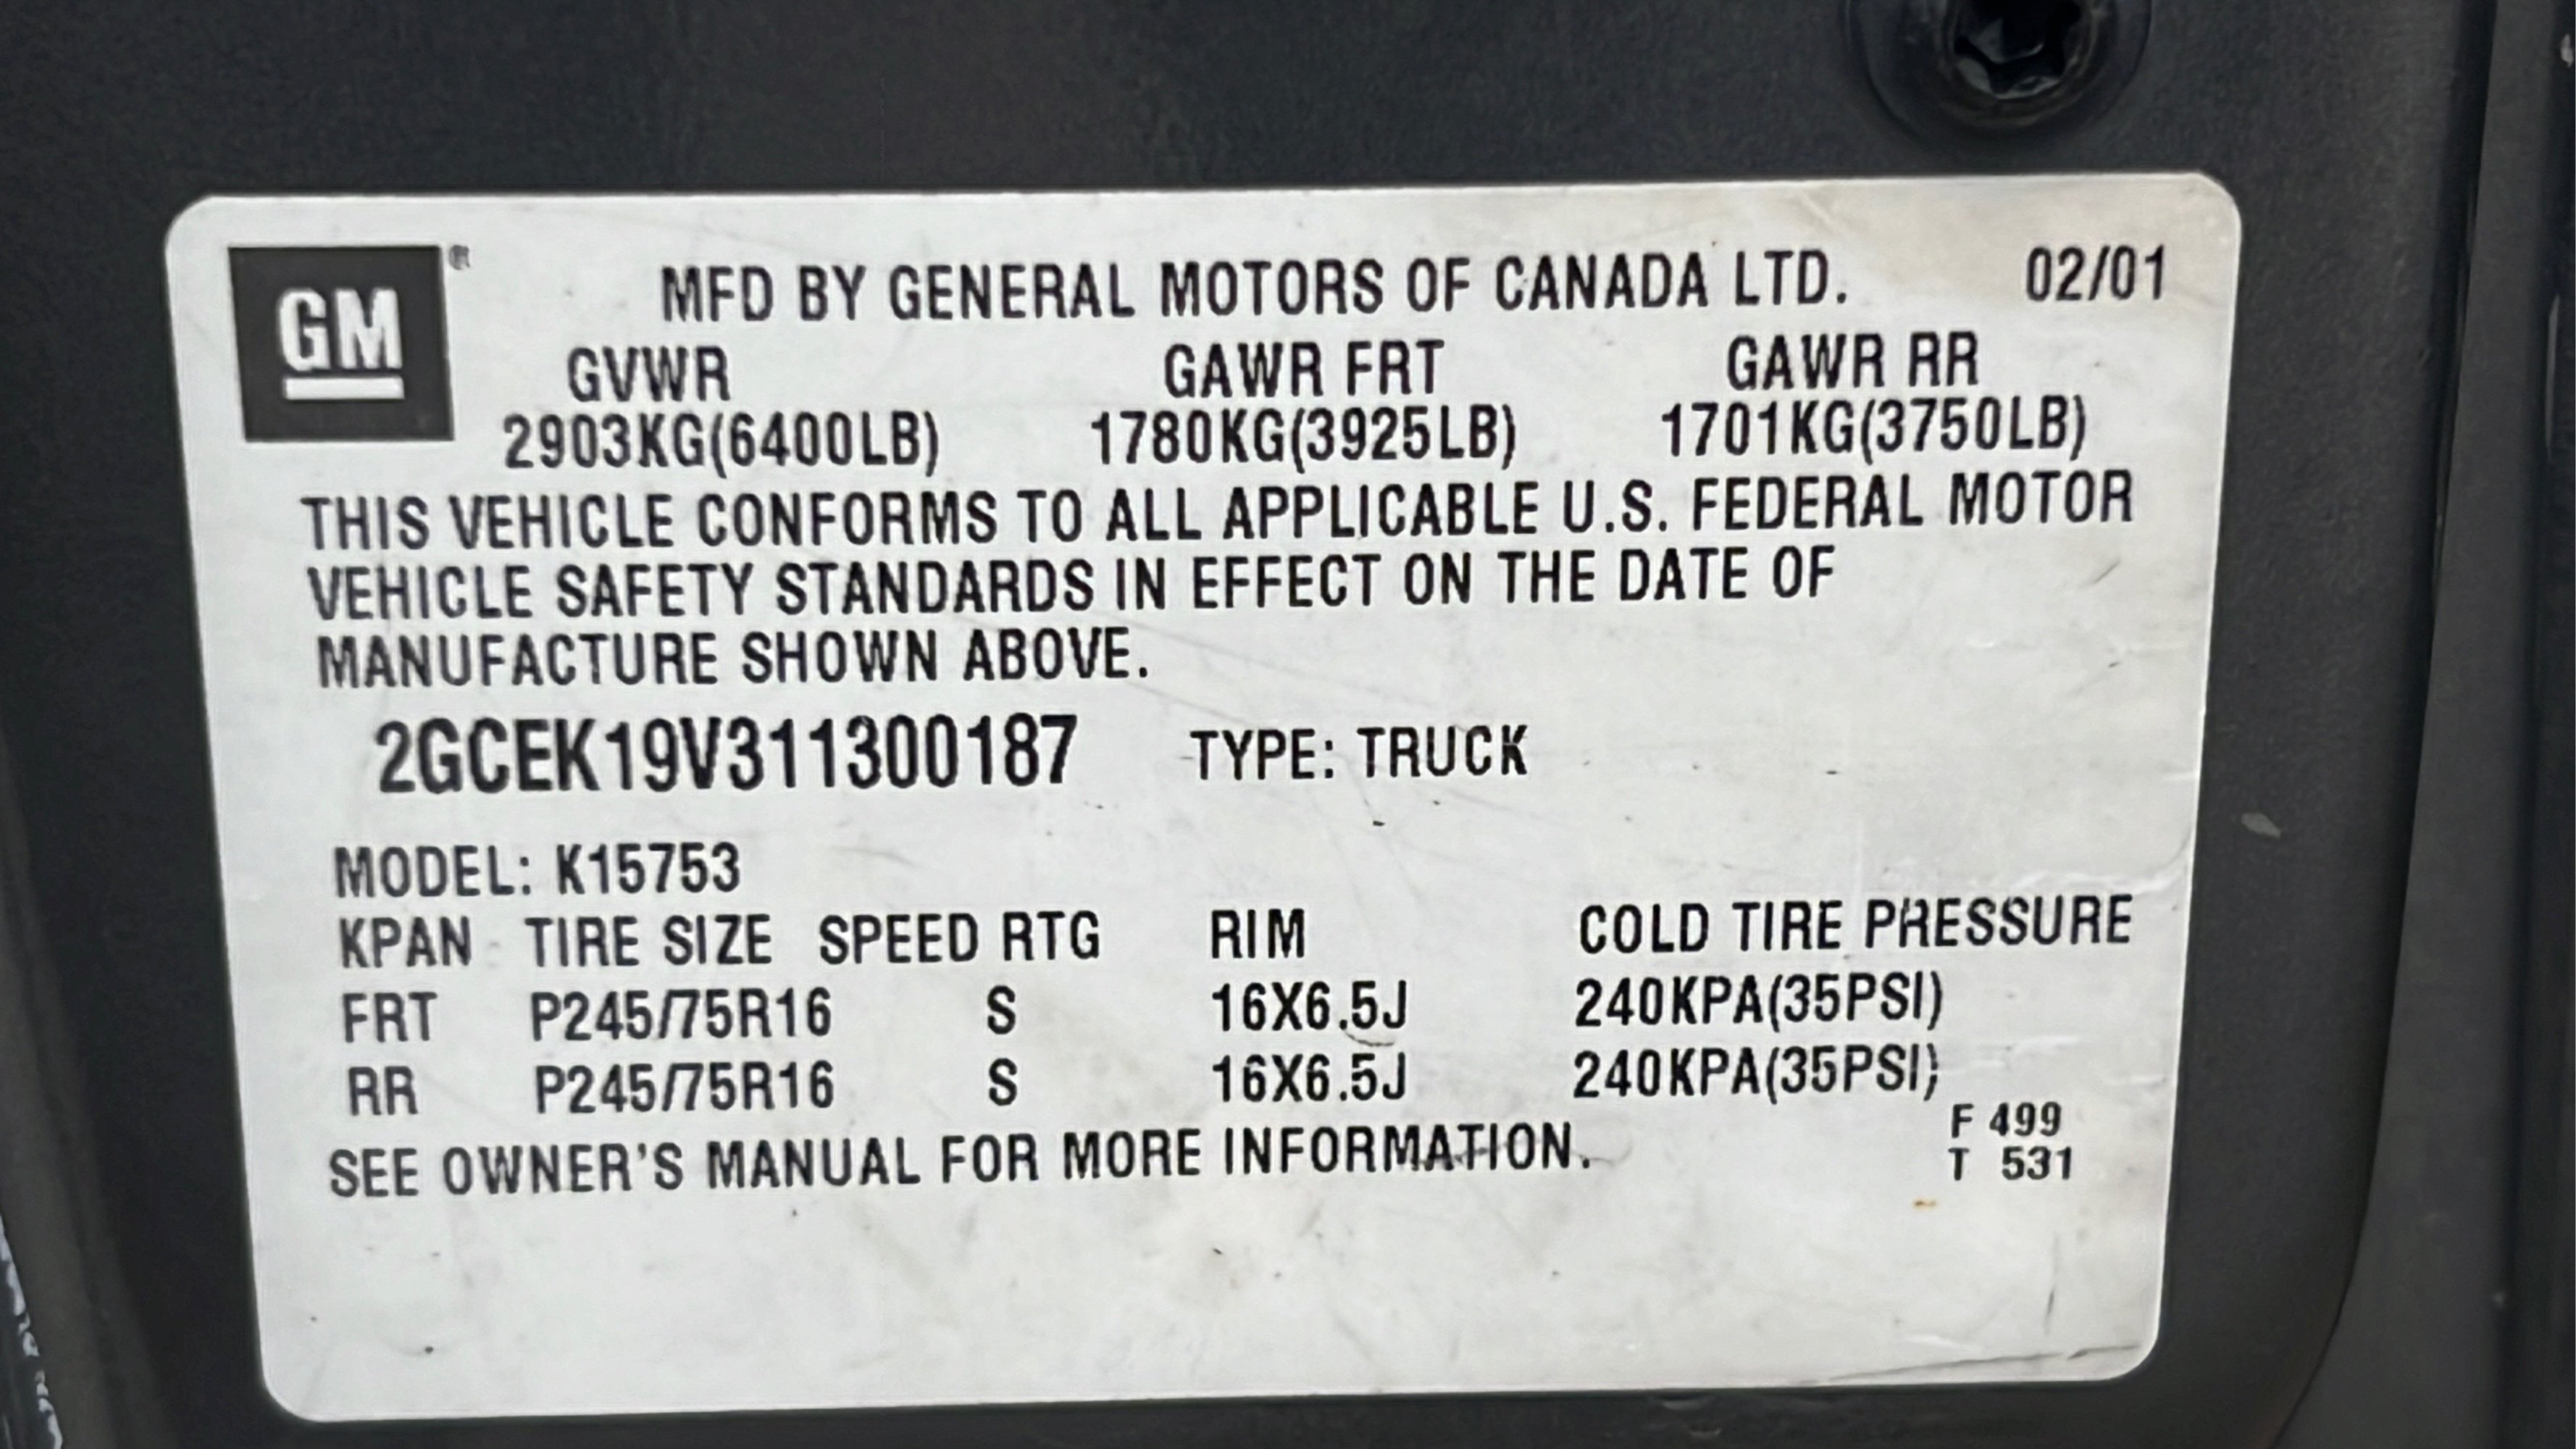 GM ®
MFD BY GENERAL MOTORS OF CANADA LTD. 02/01
GVWR GAWR FRT GAWR RR
2903KG(6400LB) 1780KG(3925LB) 1701KG(3750LB)
THIS VEHICLE CONFORMS TO ALL APPLICABLE U.S. FEDERAL MOTOR
VEHICLE SAFETY STANDARDS IN EFFECT ON THE DATE OF
MANUFACTURE SHOWN ABOVE.
2GCEK19V311300187 TYPE: TRUCK
MODEL: K15753
KPAN TIRE SIZE SPEED RTG RIM COLD TIRE PRESSURE
FRT P245/75R16 S 16X6.5J 240KPA(35PSI)
RR P245/75R16 S 16X6.5J 240KPA(35PSI)
F 499
T 531
SEE OWNER'S MANUAL FOR MORE INFORMATION.